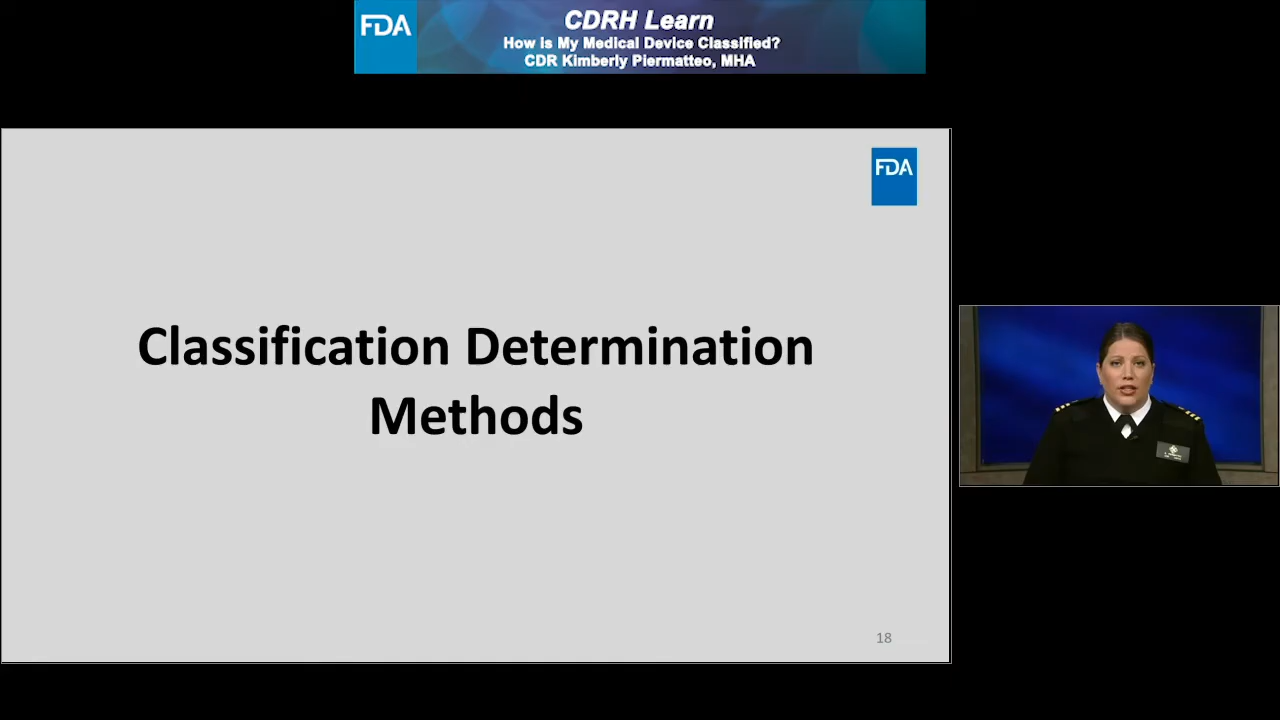 FDA
CDRH Learn
How is My Medical Device Classified?
CDR Kimberly Piermatteo, MHA
FDA
Classification Determination
Methods
18